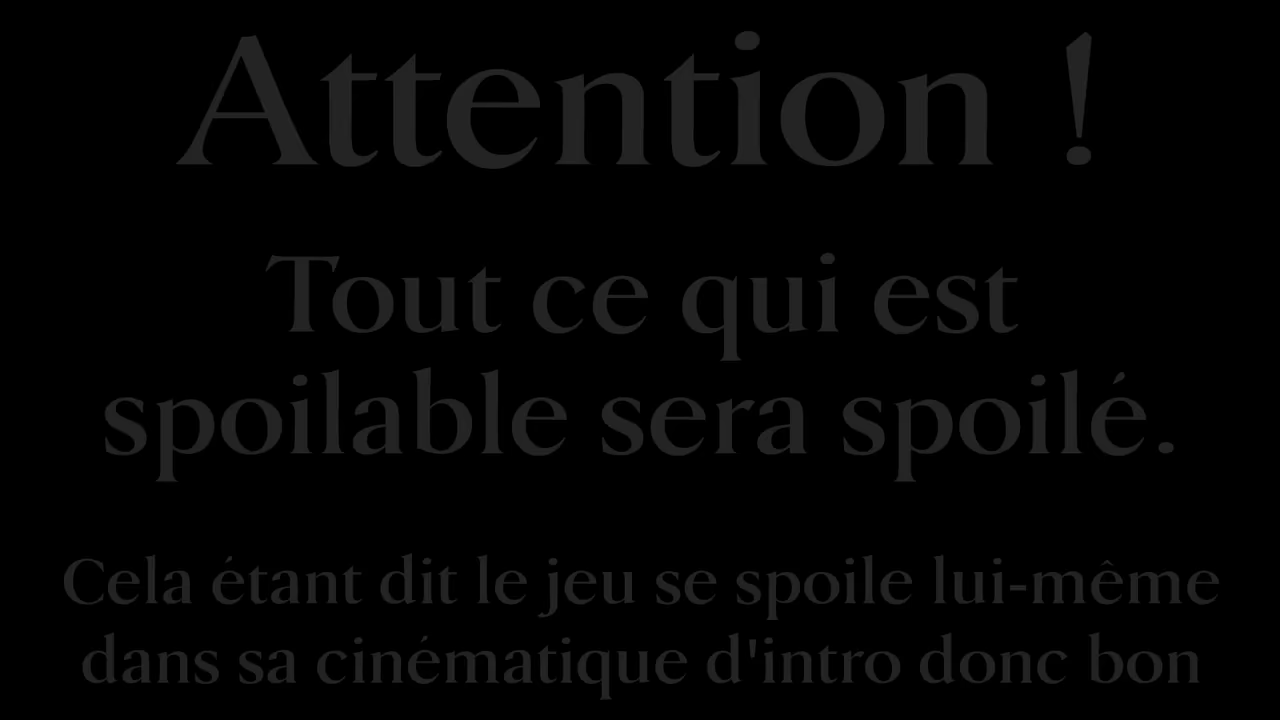 Attention !
Tout ce qui est
spoilable sera spoilé.
Cela étant dit le jeu se spoile lui-même
dans sa cinématique d'intro donc bon